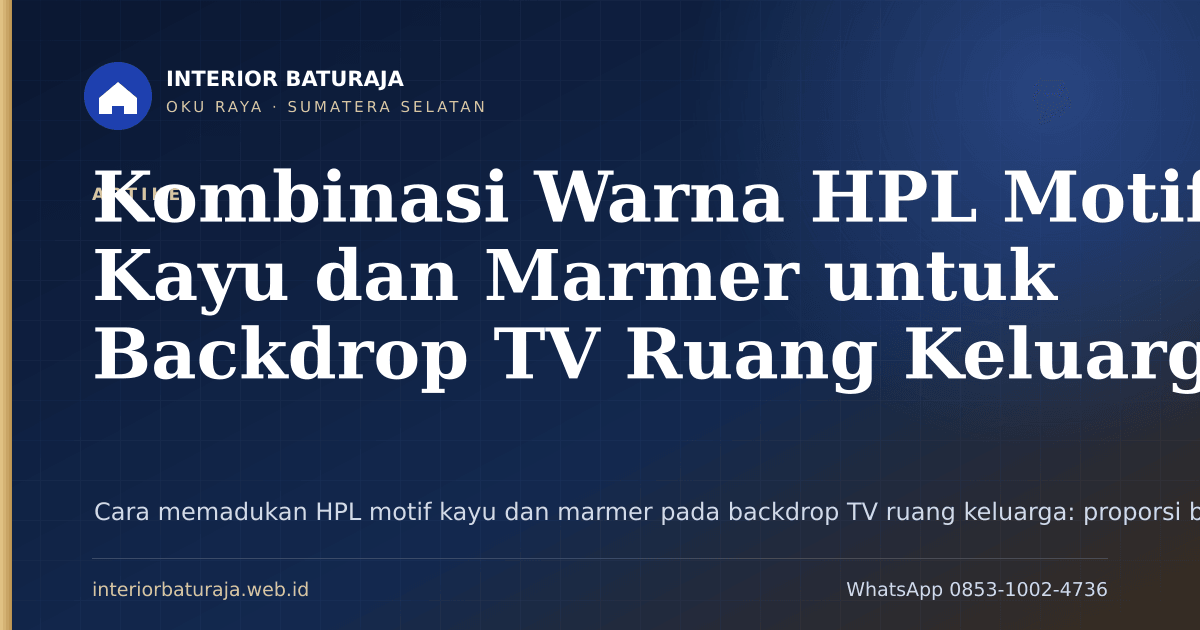 INTERIOR BATURAJA
OKU RAYA · SUMATERA SELATAN
Kombinasi Warna HPL Motif
Kayu dan Marmer untuk
Backdrop TV Ruang Keluarg
Cara memadukan HPL motif kayu dan marmer pada backdrop TV ruang keluarga: proporsi b
interiorbaturaja.web.id
WhatsApp 0853-1002-4736